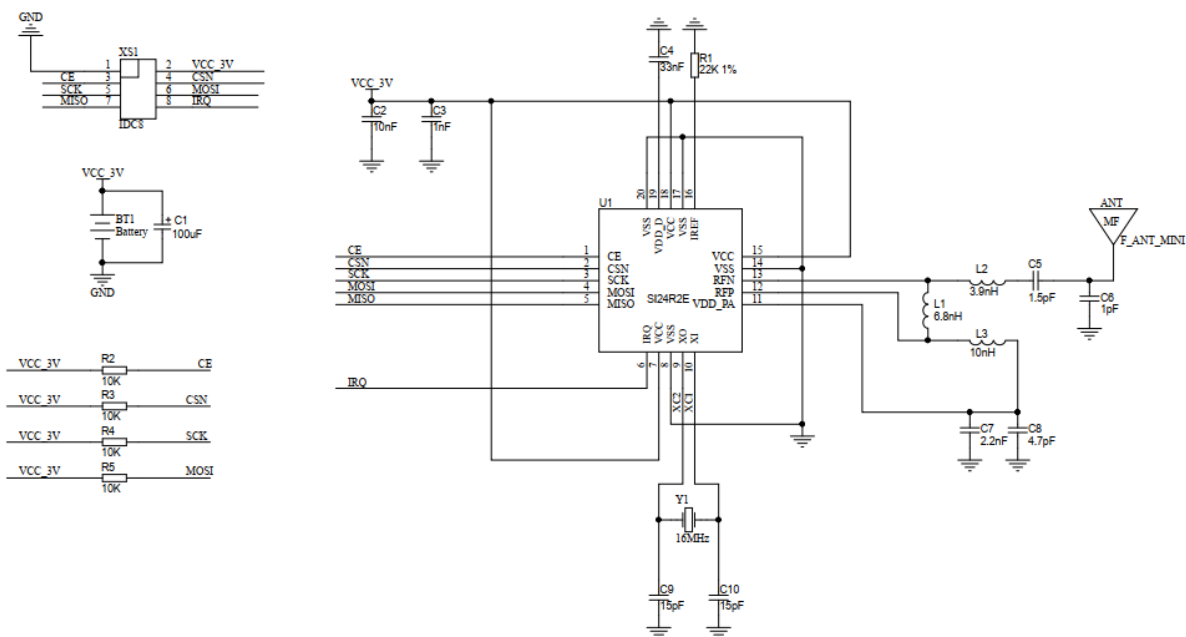 GND
XS1
1 2 VCC_3V
CE 3 4 CSN
SCK 5 6 MOSI
MISO 7 8 IRQ
IDC8
VCC_3V
BT1
Battery
+ C1
100uF
GND
VCC_3V R2 CE
10K
VCC_3V R3 CSN
10K
VCC_3V R4 SCK
10K
VCC_3V R5 MOSI
10K
VCC_3V
C2
10nF
C3
1nF
C4
33nF
R1
22K 1%
U1
20 19 18 17 16
VSS VDD_D VCC VSS IREF
CE 1 CE
CSN 2 CSN
SCK 3 SCK
MOSI 4 MOSI
MISO 5 MISO
SI24R2E
VCC 15
VSS 14
RFN 13
RFP 12
VDD_PA 11
IRQ VCC VSS XO XI
6 7 8 9 10
IRQ
XC2 XC1
Y1
16MHz
C9
15pF
C10
15pF
ANT
MF
F_ANT_MINI
L2
3.9nH
C5
1.5pF
C6
1pF
L1
6.8nH
L3
10nH
C7
2.2nF
C8
4.7pF